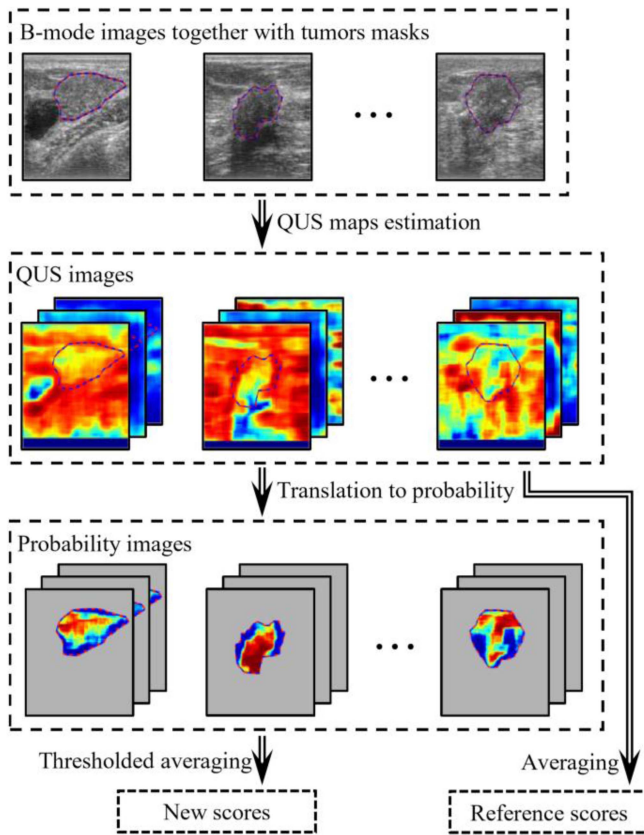 B-mode images together with tumors masks
QUS maps estimation
QUS images
Translation to probability
Probability images
Thresholded averaging
Averaging
New scores
Reference scores